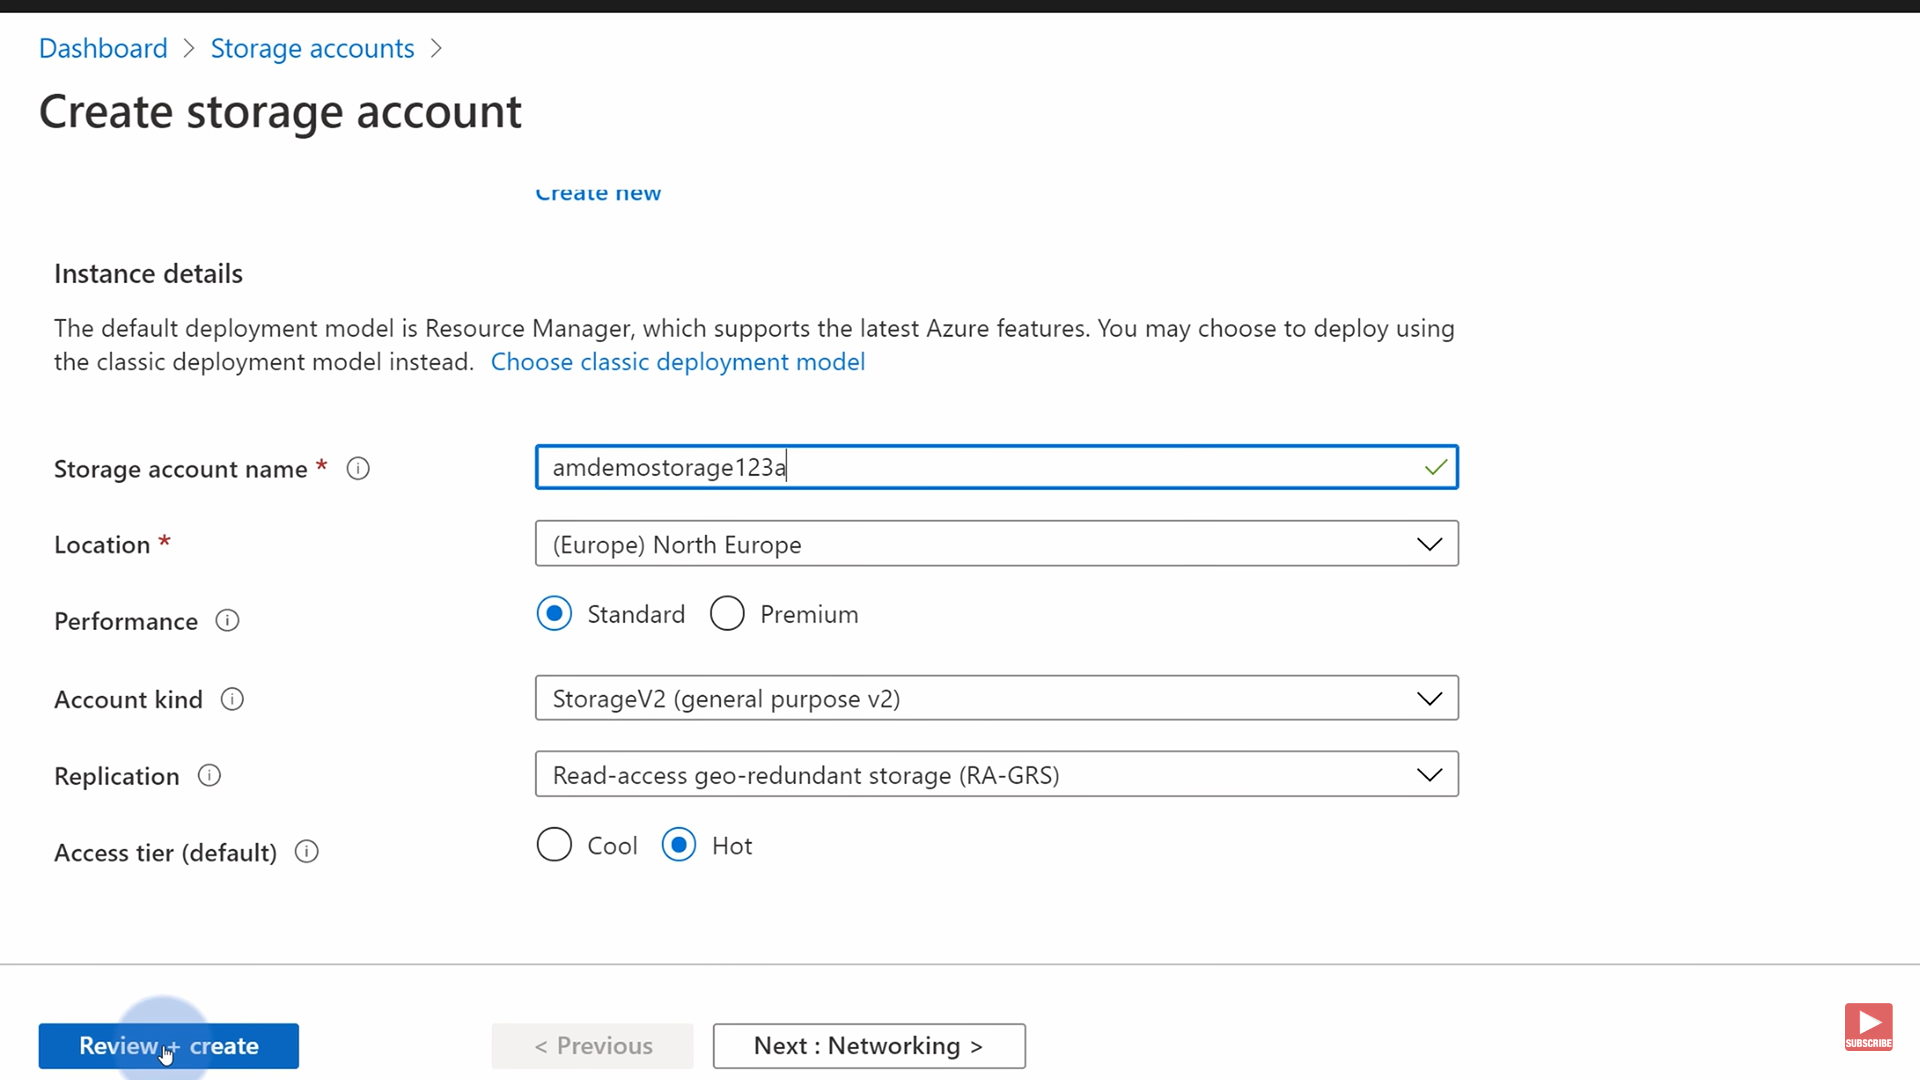 Dashboard > Storage accounts >
Create storage account
Create new
Instance details
The default deployment model is Resource Manager, which supports the latest Azure features. You may choose to deploy using
the classic deployment model instead. Choose classic deployment model
Storage account name *
amdemostorage123a
Location *
(Europe) North Europe
Performance
Standard Premium
Account kind
StorageV2 (general purpose v2)
Replication
Read-access geo-redundant storage (RA-GRS)
Access tier (default)
Cool Hot
Review + create
< Previous
Next : Networking >
SUBSCRIBE